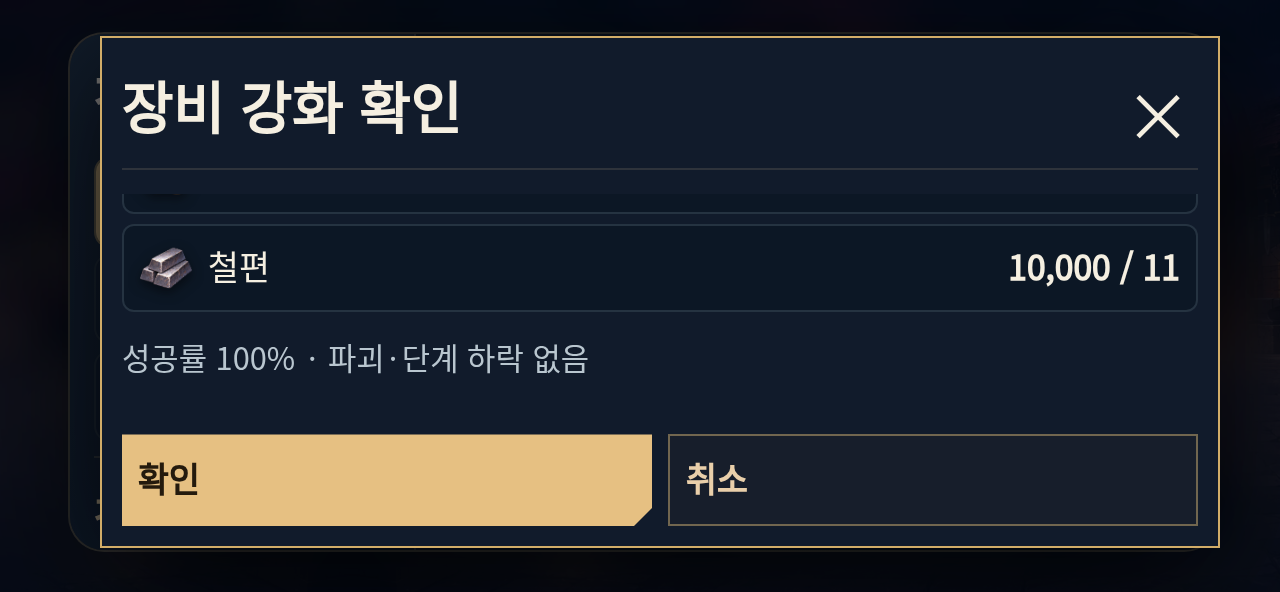 장비 강화 확인
철편 10,000 / 11
성공률 100% · 파괴·단계 하락 없음
확인
취소